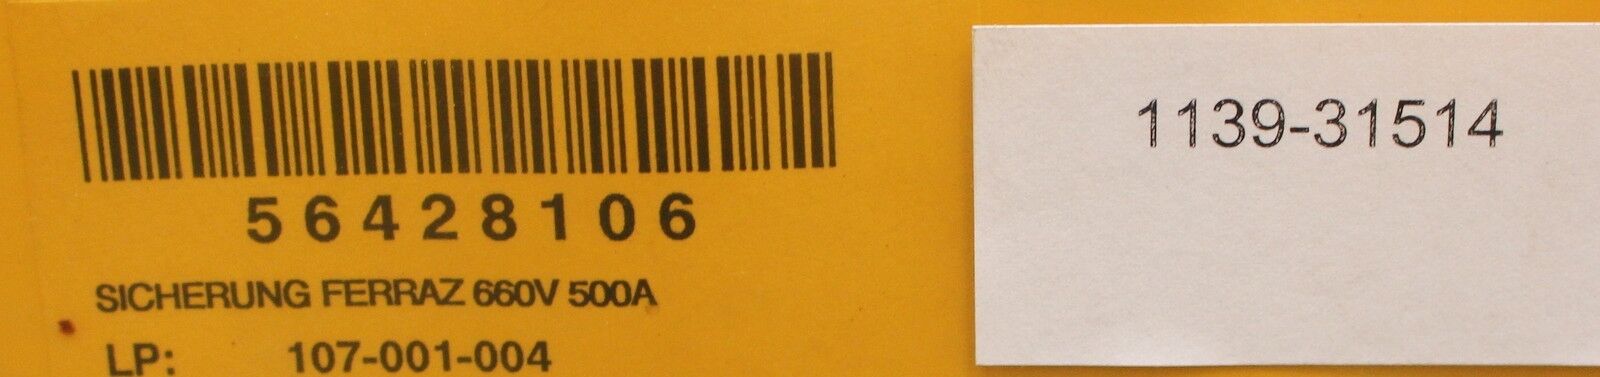 56428106
SICHERUNG FERRAZ 660V 500A
LP: 107-001-004
1139-31514